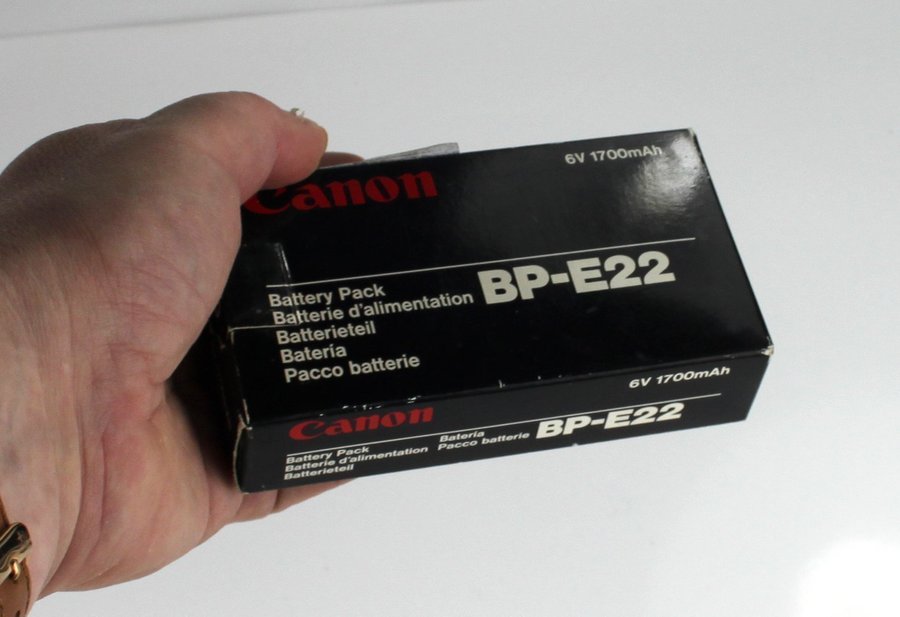 6V 1700mAh
Canon
BP-E22
Battery Pack
Batterie d'alimentation
Batterieteil
Batería
Pacco batterie
6V 1700mAh
Canon
BP-E22
Battery Pack
Batterie d'alimentation
Batterieteil
Batería
Pacco batterie